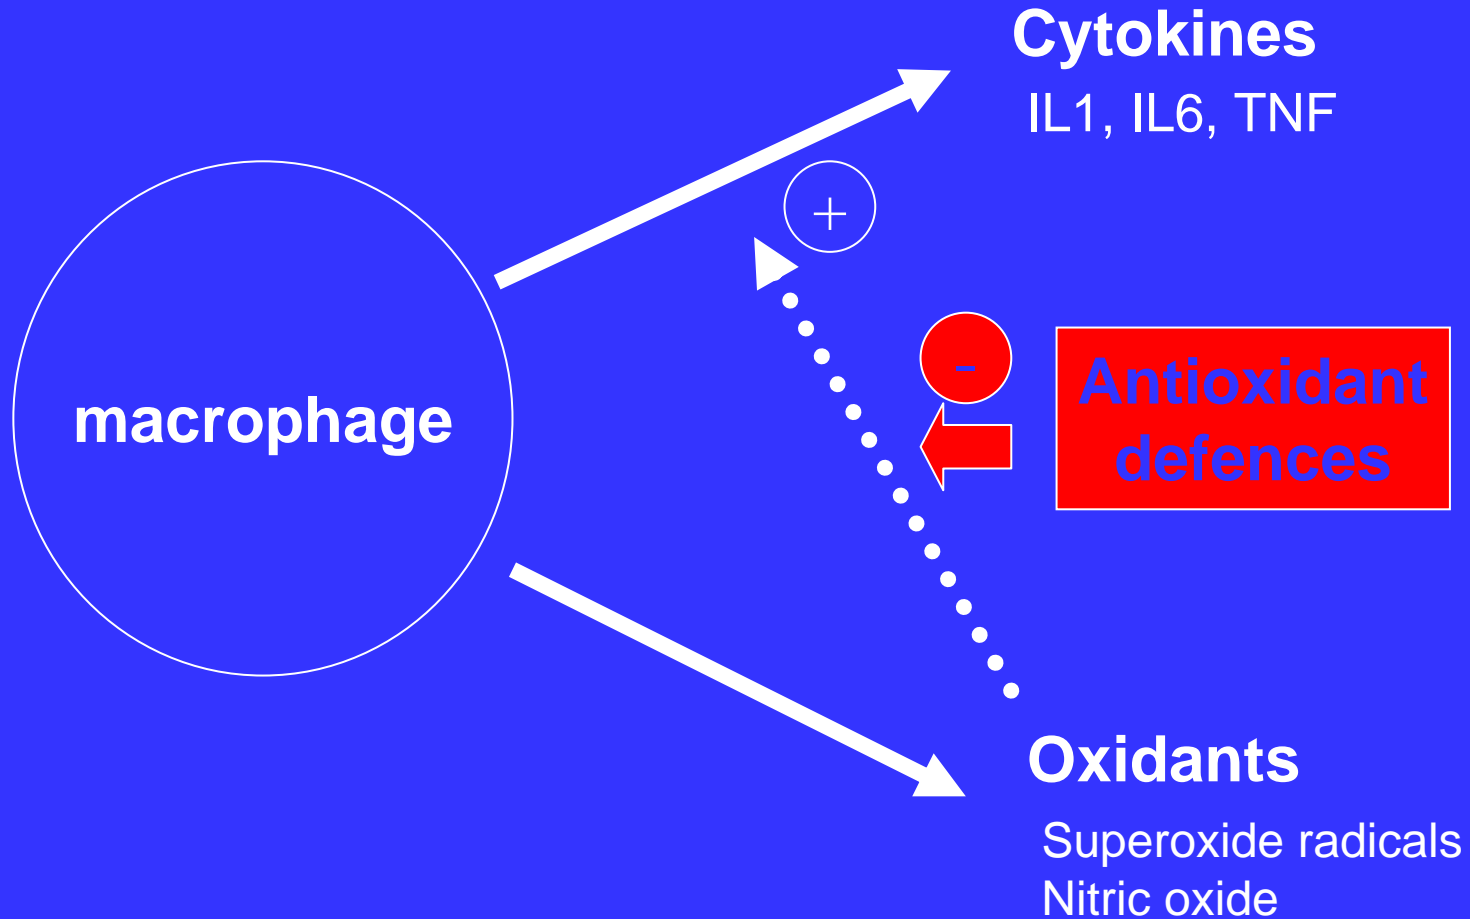 Cytokines
IL1, IL6, TNF
+
-
Antioxidant
defences
macrophage
Oxidants
Superoxide radicals
Nitric oxide